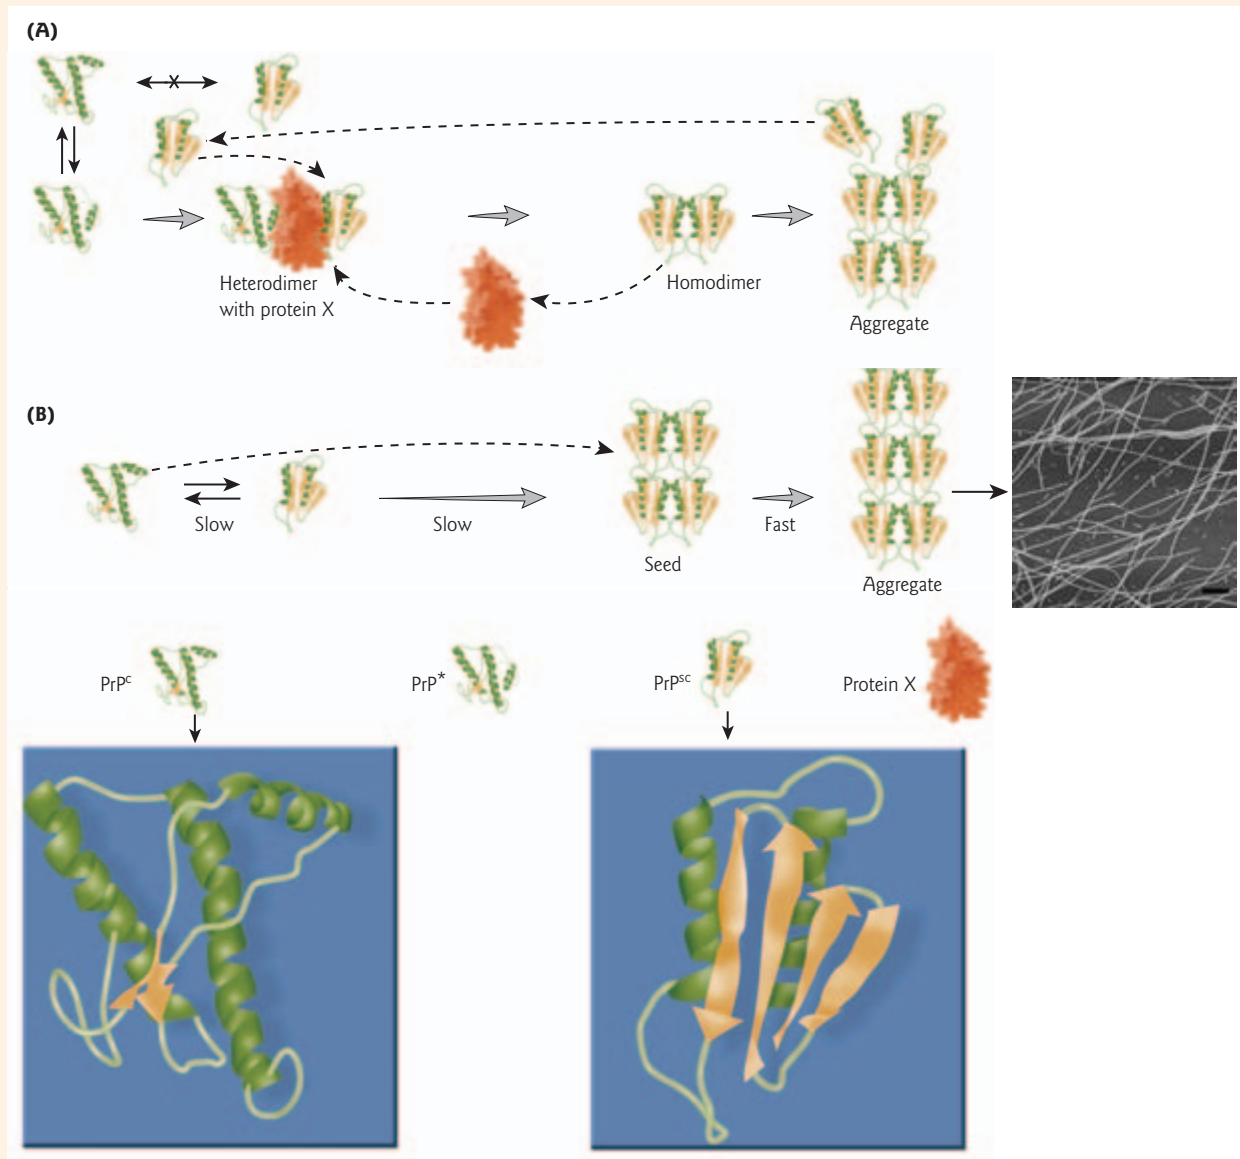 (A)
Heterodimer
with protein X
Homodimer
Aggregate
(B)
Slow
Slow
Seed
Fast
Aggregate
PrPᶜ
PrP*
PrPˢᶜ
Protein X